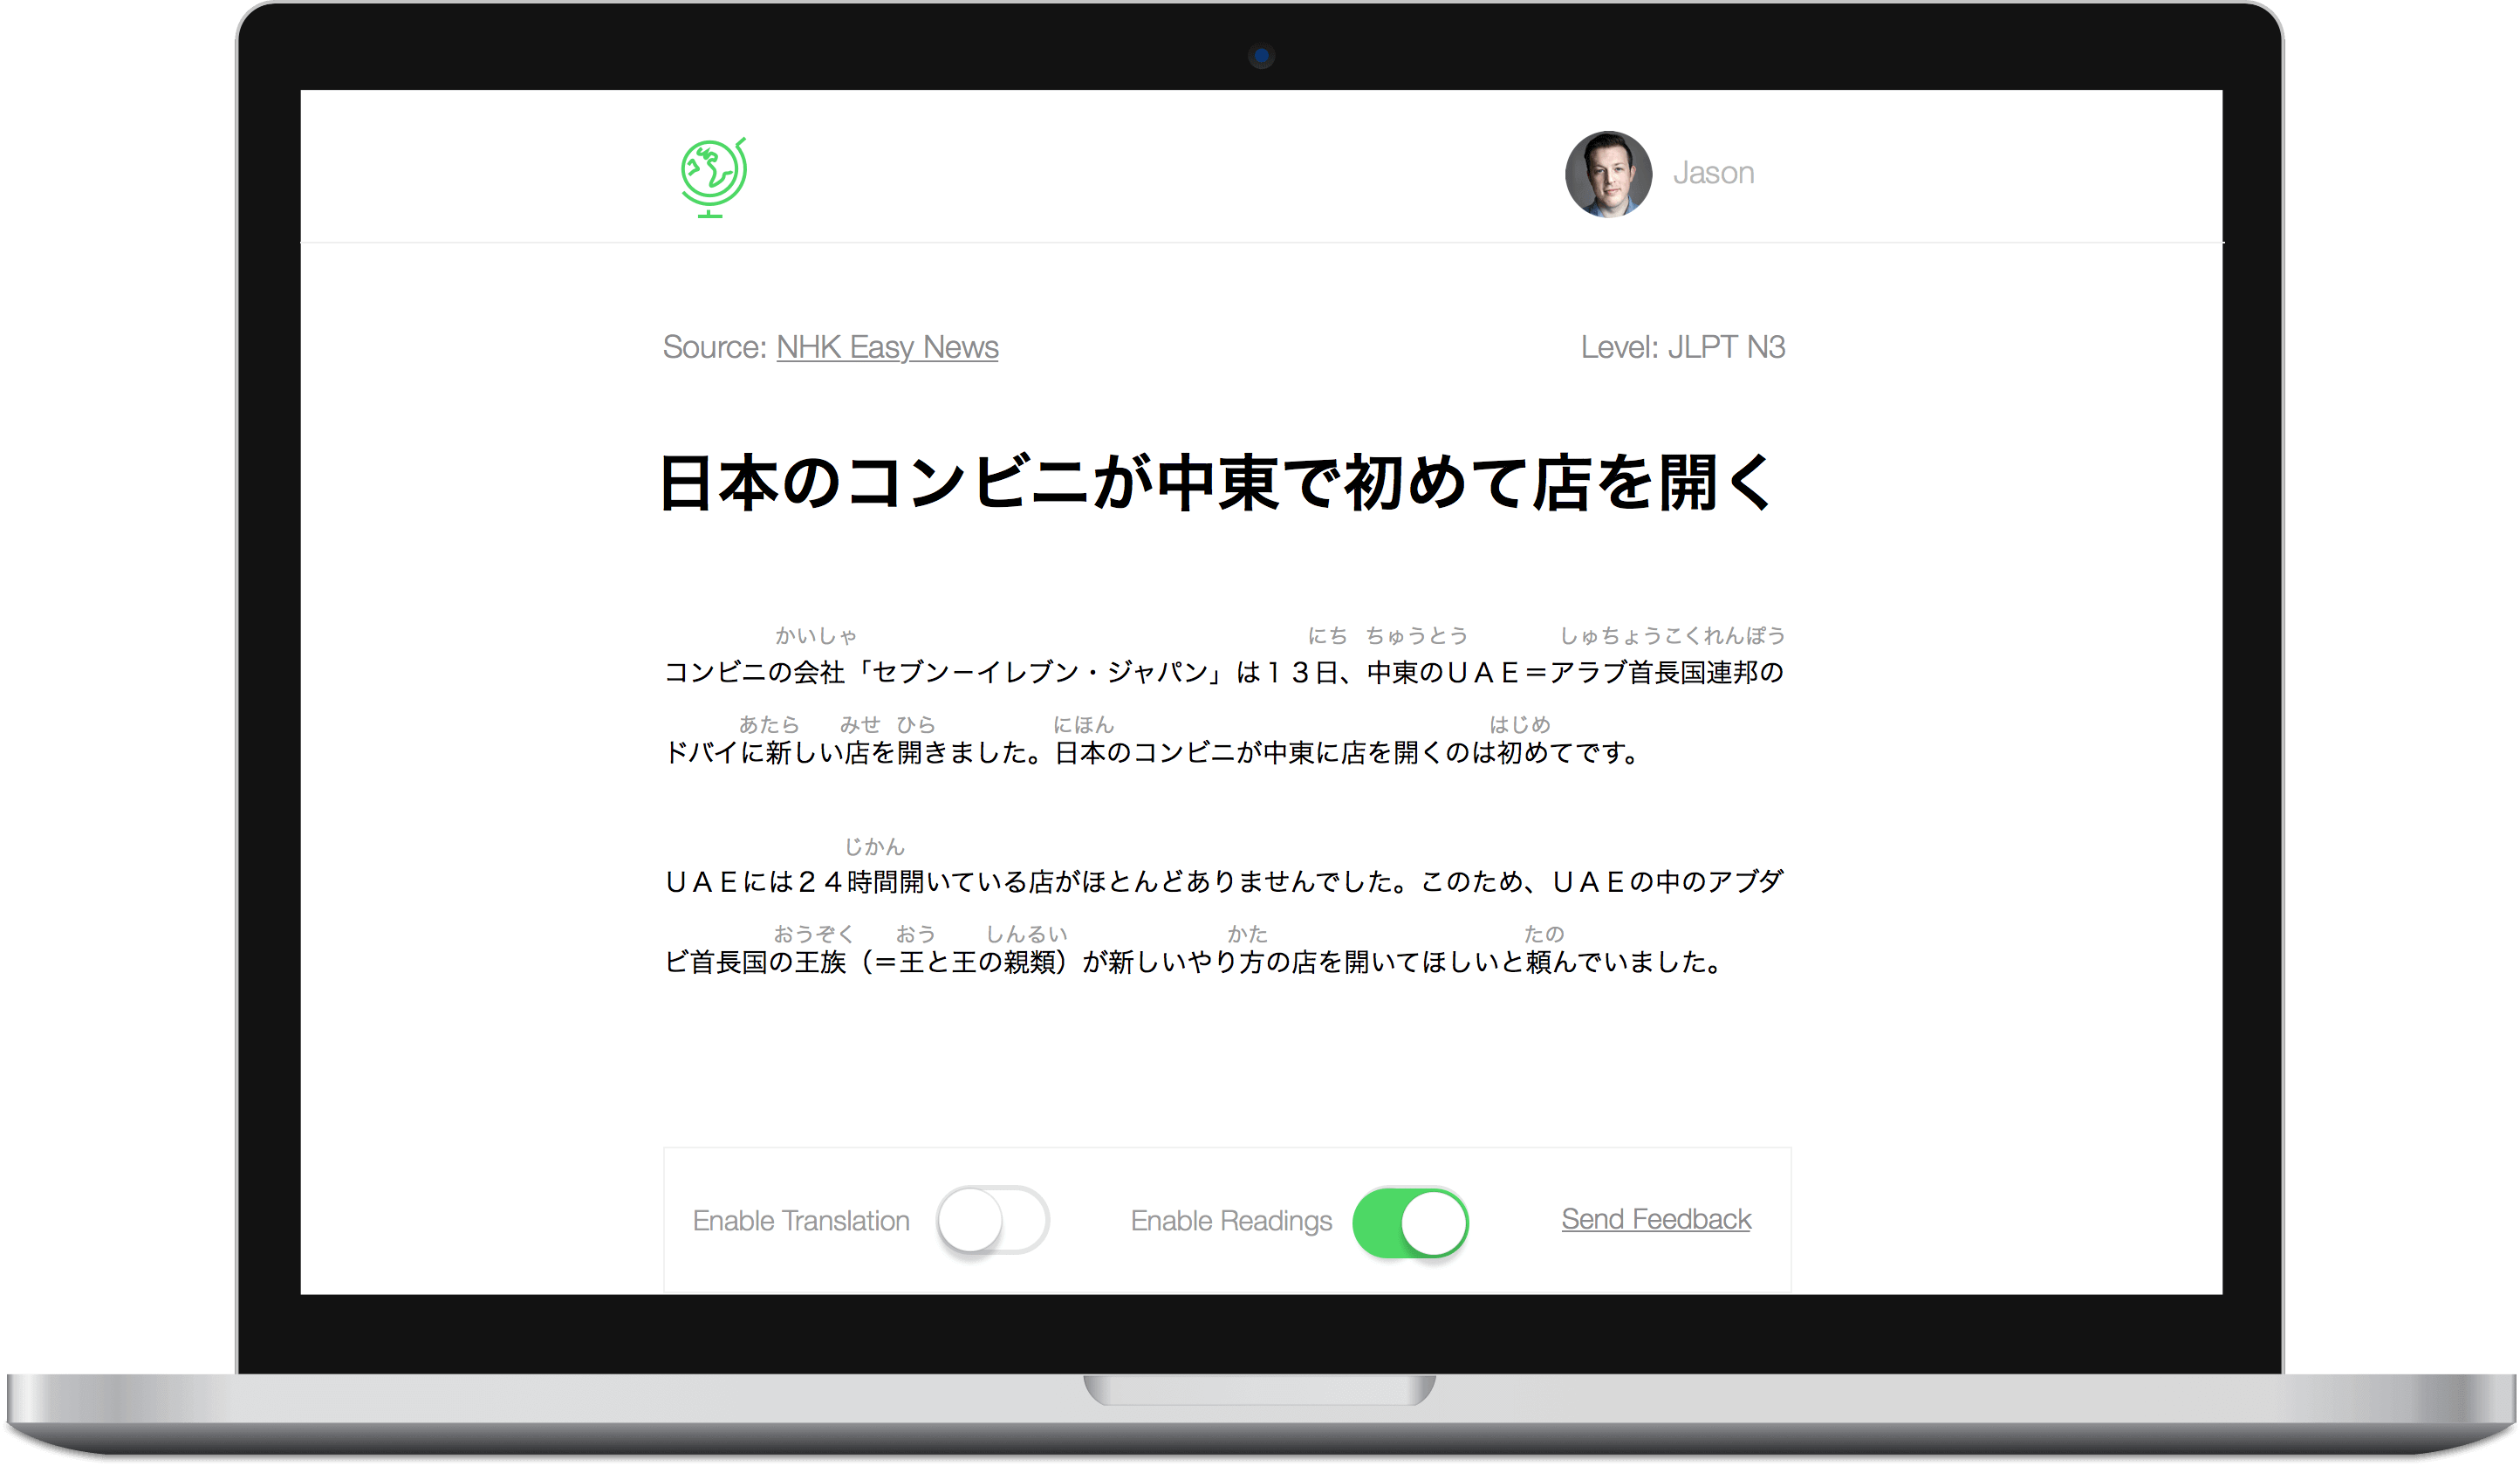 Jason
Source: NHK Easy News
Level: JLPT N3
日本のコンビニが中東で初めて店を開く
かいしゃ にち ちゅうとう しゅちょうこくれんぽう
コンビニの会社「セブン−イレブン・ジャパン」は１３日、中東のＵＡＥ＝アラブ首長国連邦の
あたら みせ ひら にほん はじめ
ドバイに新しい店を開きました。日本のコンビニが中東に店を開くのは初めてです。
じかん
ＵＡＥには２４時間開いている店がほとんどありませんでした。このため、ＵＡＥの中のアブダ
おうぞく おう しんるい かた たの
ビ首長国の王族（＝王と王の親類）が新しいやり方の店を開いてほしいと頼んでいました。
Enable Translation
Enable Readings
Send Feedback